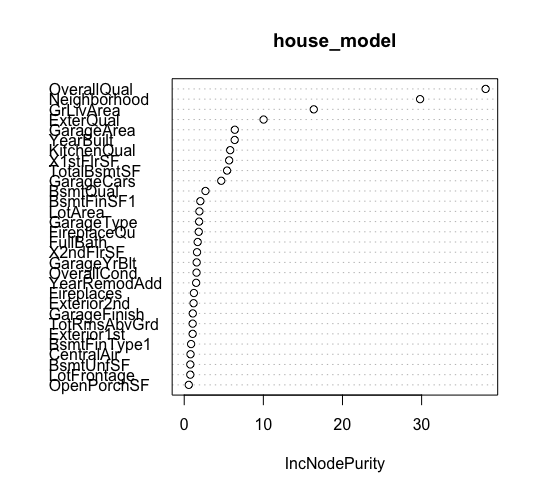 house_model
OverallQual
Neighborhood
GrLivArea
ExterQual
GarageArea
YearBuilt
KitchenQual
X1stFlrSF
TotalBsmtSF
GarageCars
BsmtQual
BsmtFinSF1
LotArea
GarageType
FireplaceQu
FullBath
X2ndFlrSF
GarageYrBlt
OverallCond
YearRemodAdd
Fireplaces
Exterior2nd
GarageFinish
TotRmsAbvGrd
Exterior1st
BsmtFinType1
CentralAir
BsmtUnfSF
LotFrontage
OpenPorchSF
0 10 20 30
IncNodePurity